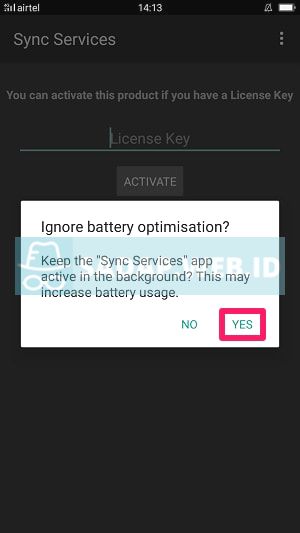 airtel
14:13
Sync Services
You can activate this product if you have a License Key
License Key
ACTIVATE
Ignore battery optimisation?
Keep the "Sync Services" app
active in the background? This may
increase battery usage.
NO
YES